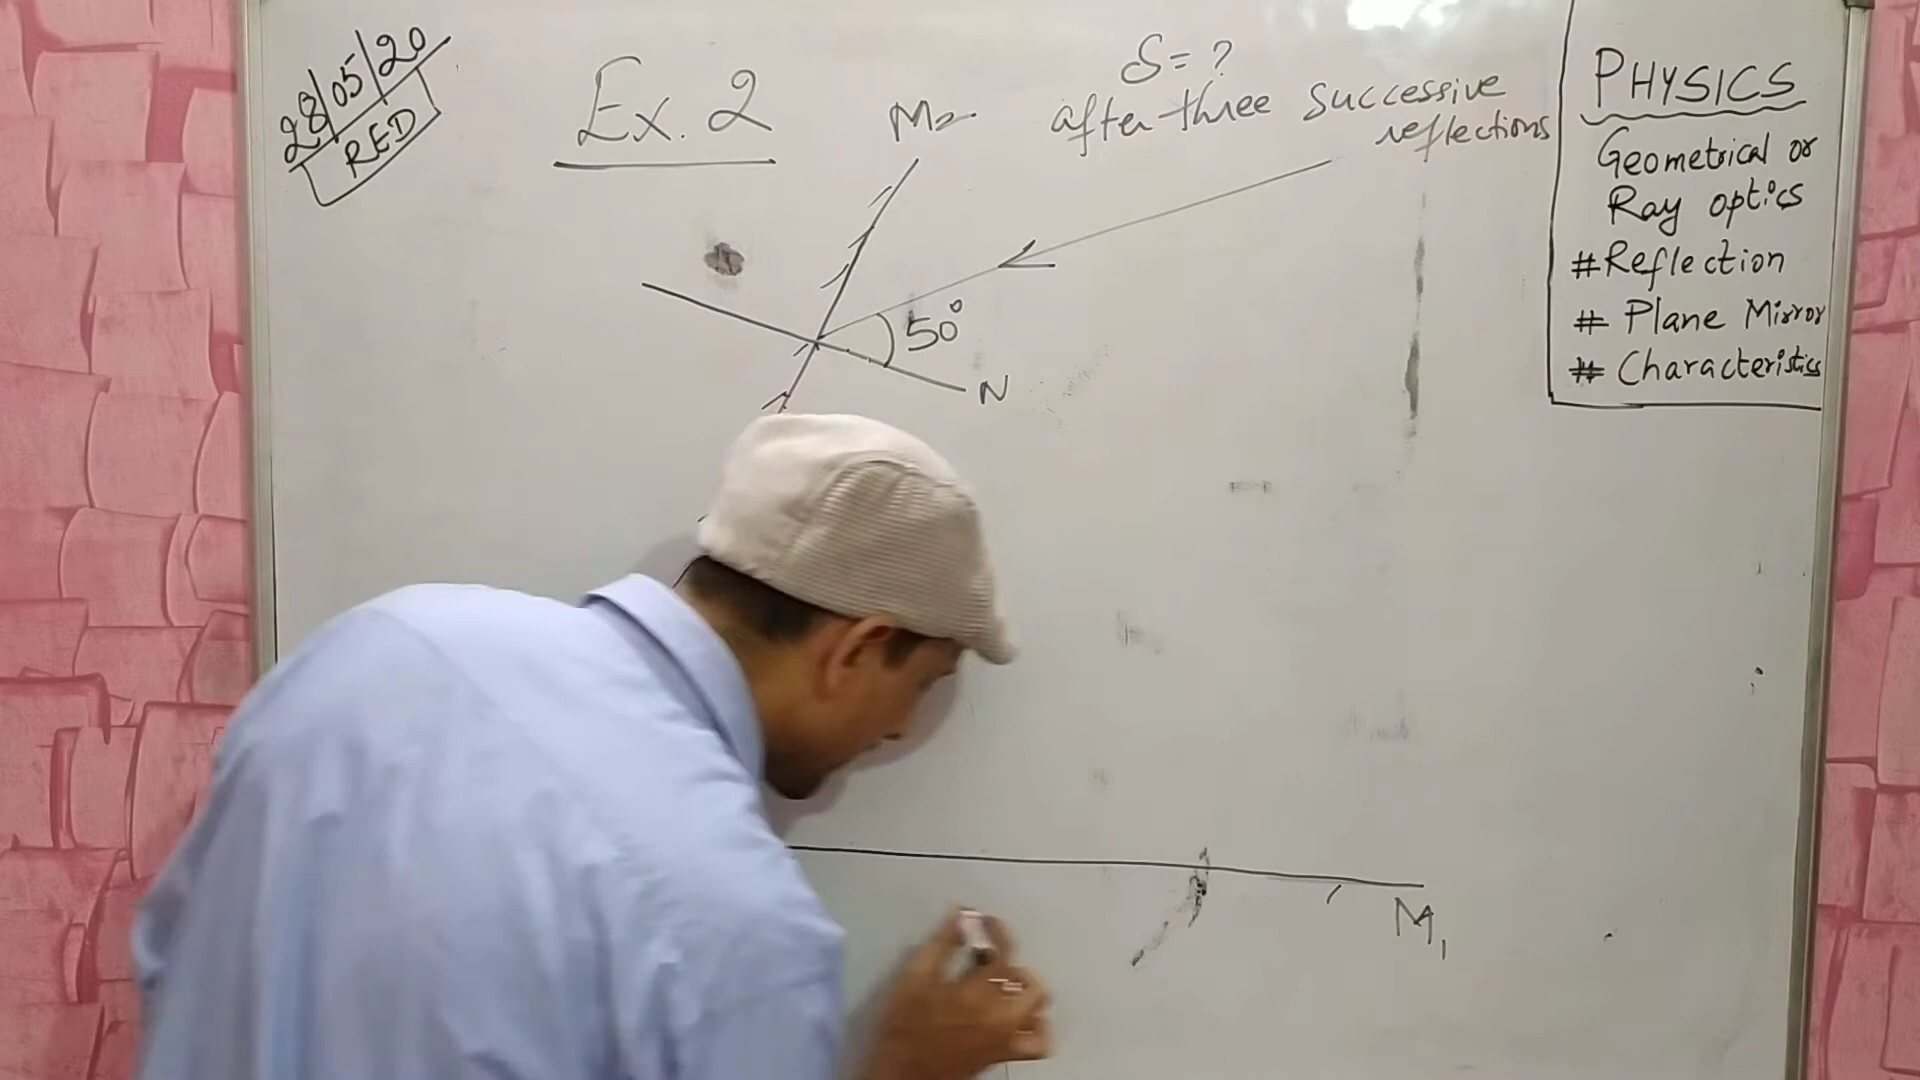 28/05/20
RED
Ex. 2
δ = ?
after three successive
reflections
M2
50°
N
M1
PHYSICS
Geometrical or
Ray optics
# Reflection
# Plane Mirror
# Characteristics